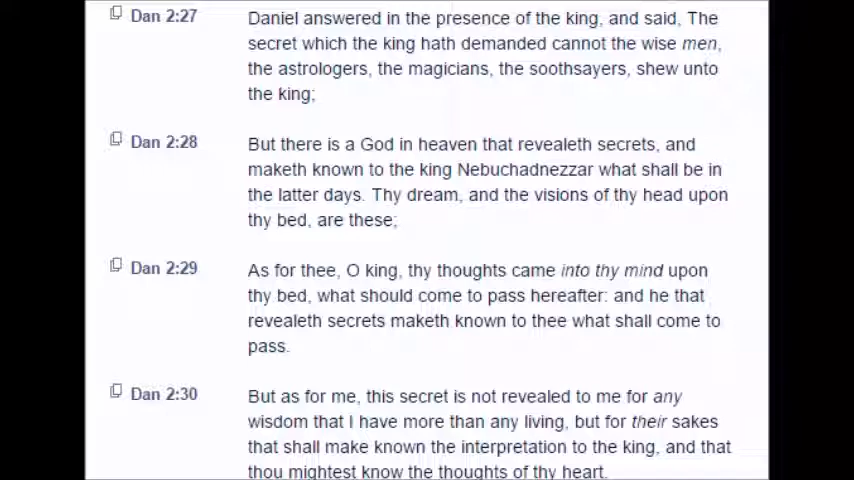 Dan 2:27 Daniel answered in the presence of the king, and said, The
secret which the king hath demanded cannot the wise men,
the astrologers, the magicians, the soothsayers, shew unto
the king;
Dan 2:28 But there is a God in heaven that revealeth secrets, and
maketh known to the king Nebuchadnezzar what shall be in
the latter days. Thy dream, and the visions of thy head upon
thy bed, are these;
Dan 2:29 As for thee, O king, thy thoughts came into thy mind upon
thy bed, what should come to pass hereafter: and he that
revealeth secrets maketh known to thee what shall come to
pass.
Dan 2:30 But as for me, this secret is not revealed to me for any
wisdom that I have more than any living, but for their sakes
that shall make known the interpretation to the king, and that
thou mightest know the thoughts of thy heart.